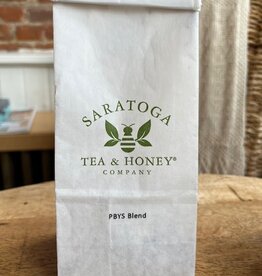 SARATOGA
TEA & HONEY®
COMPANY
PBYS Blend